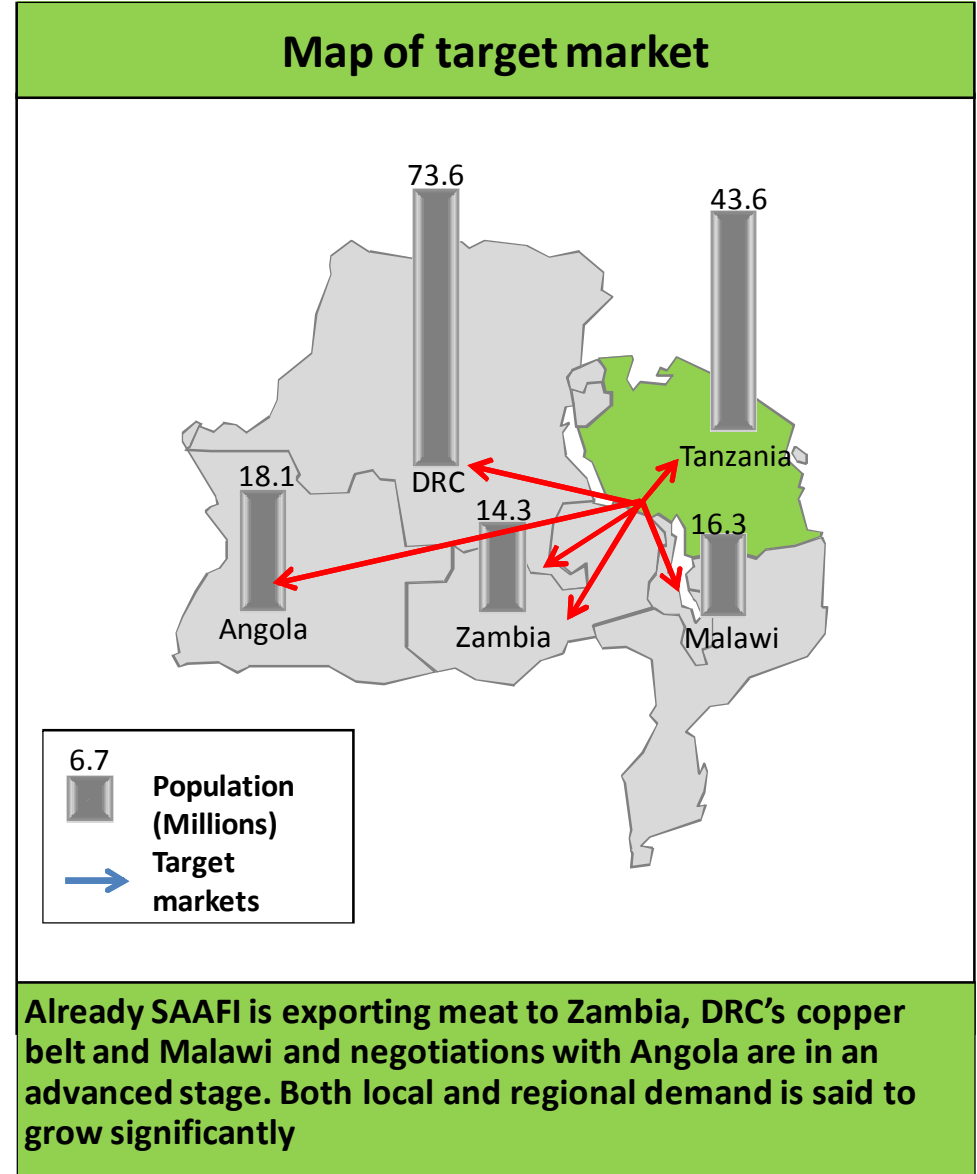 Map of target market
73.6
43.6
Tanzania
18.1
DRC
14.3
16.3
Angola
Zambia
Malawi
6.7
Population
(Millions)
Target
markets
Already SAAFI is exporting meat to Zambia, DRC’s copper
belt and Malawi and negotiations with Angola are in an
advanced stage. Both local and regional demand is said to
grow significantly